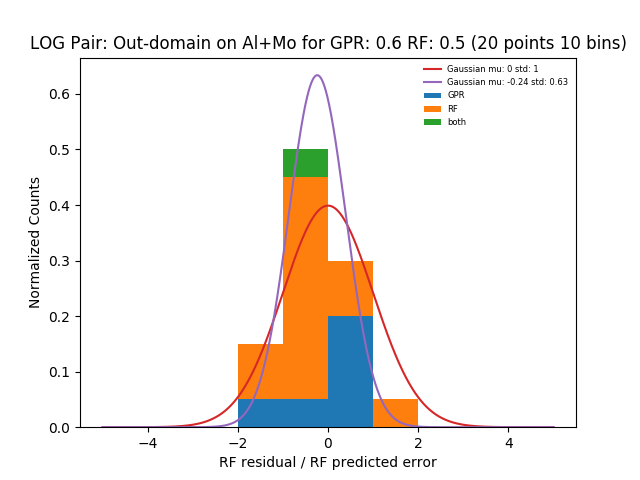 LOG Pair: Out-domain on Al+Mo for GPR: 0.6 RF: 0.5 (20 points 10 bins)
Gaussian mu: 0 std: 1
Gaussian mu: -0.24 std: 0.63
GPR
RF
both
Normalized Counts
0.6
0.5
0.4
0.3
0.2
0.1
0.0
−4 −2 0 2 4
RF residual / RF predicted error